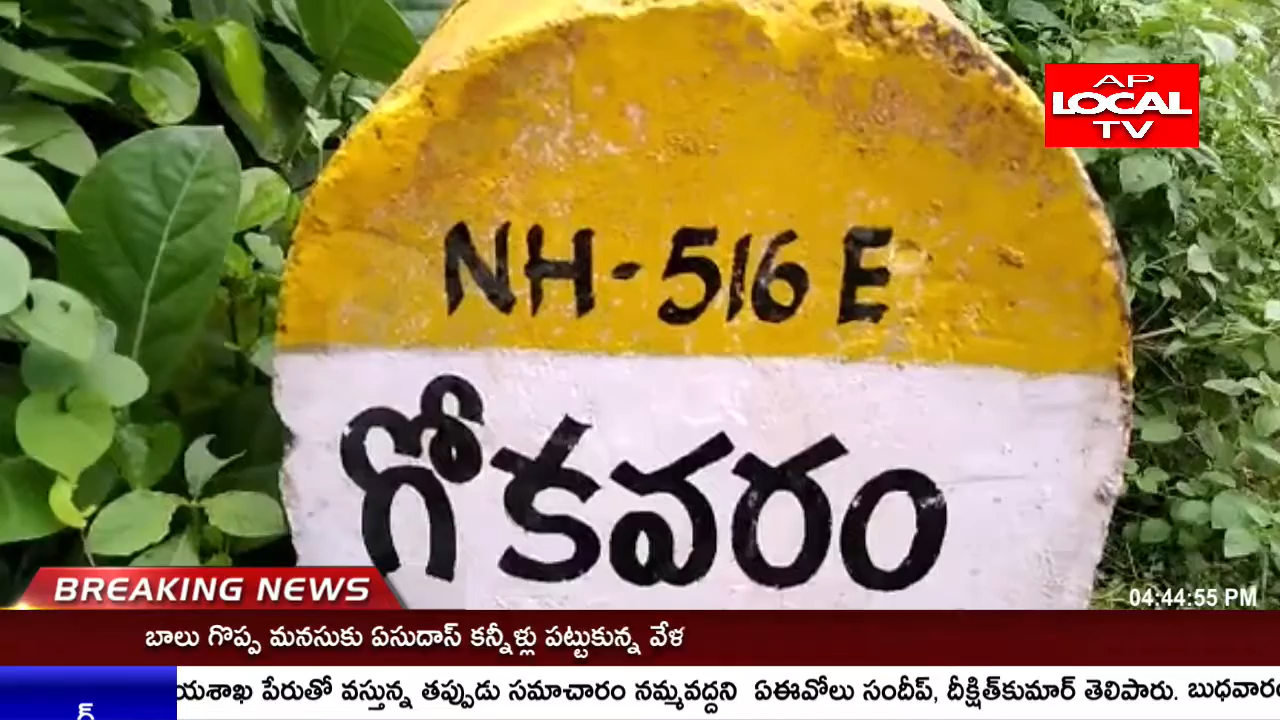 AP
LOCAL
TV
NH-516E
గోకవరం
BREAKING NEWS
04:44:55 PM
బాలు గొప్ప మనసుకు ఏసుదాస్ కన్నీళ్లు పట్టుకున్న వేళ
యశాఖ పేరుతో వస్తున్న తప్పుడు సమాచారం నమ్మవద్దని ఏఈవోలు సందీప్, దీక్షిత్‌కుమార్ తెలిపారు. బుధవారం